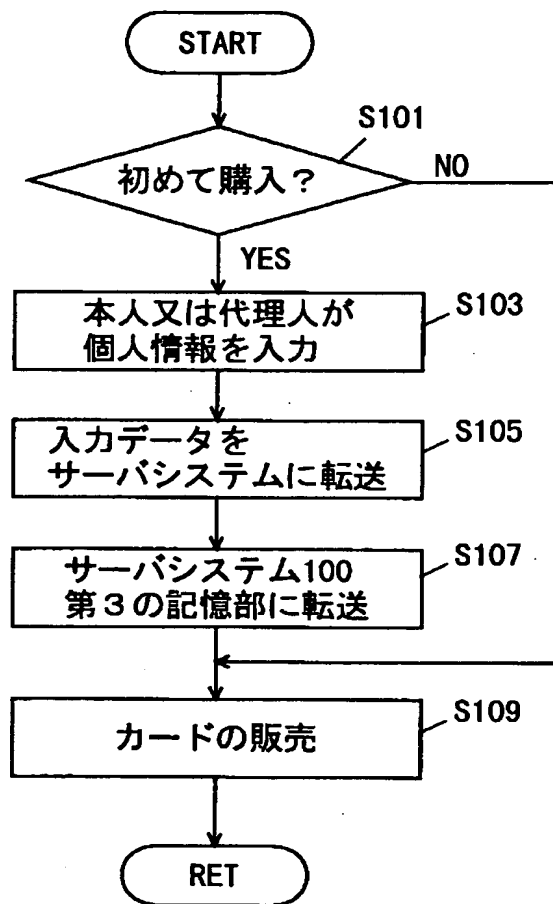 START
S101
初めて購入？
NO
YES
S103
本人又は代理人が
個人情報を入力
S105
入力データを
サーバシステムに転送
S107
サーバシステム100
第３の記憶部に転送
S109
カードの販売
RET